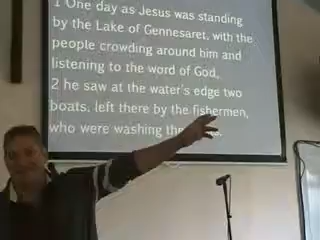 1 One day as Jesus was standing
by the Lake of Gennesaret, with the
people crowding around him and
listening to the word of God,
2 he saw at the water's edge two
boats, left there by the fishermen,
who were washing